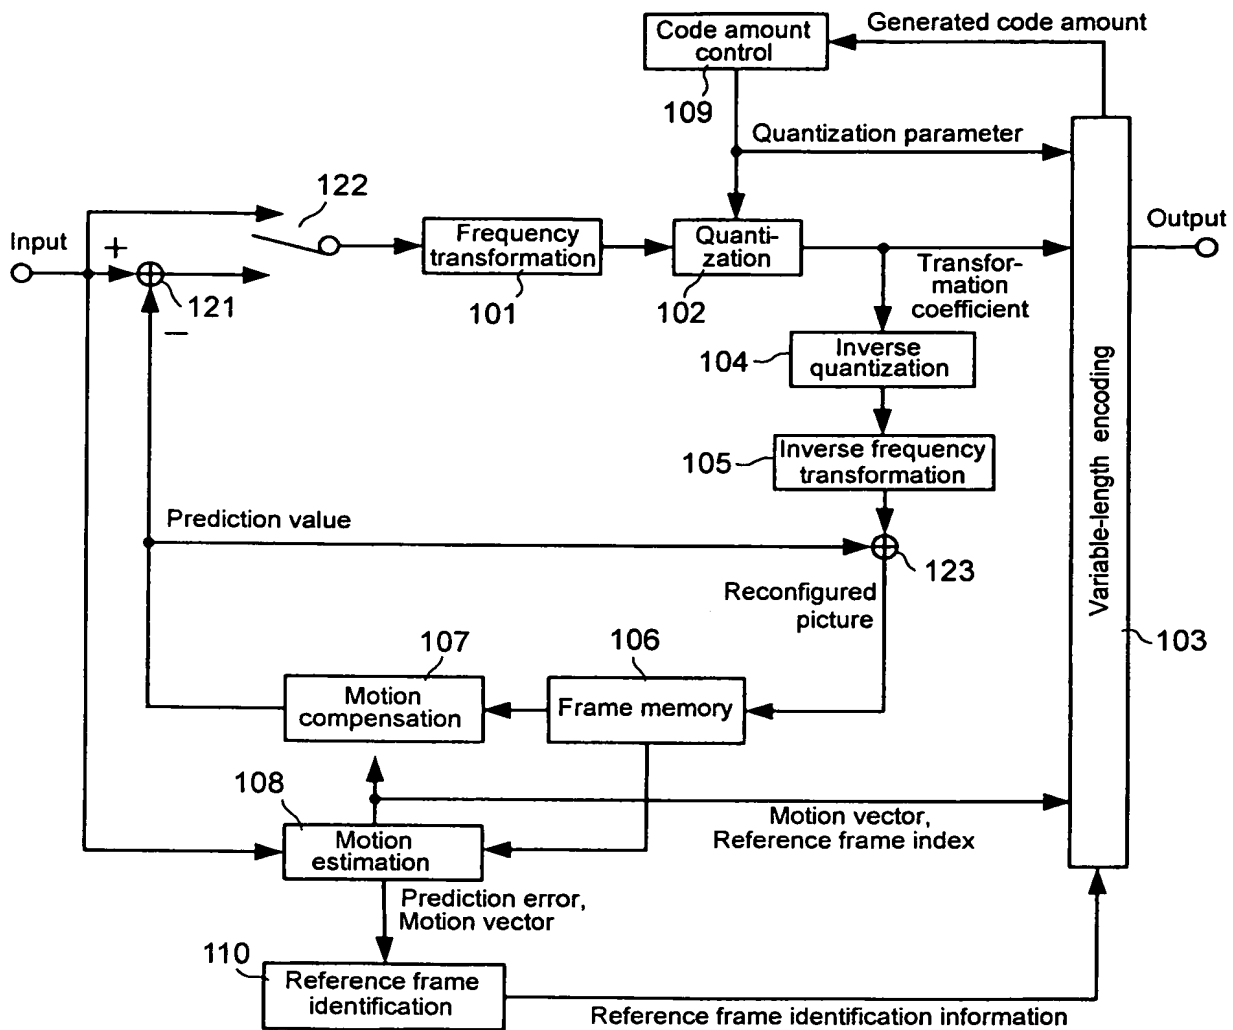 Generated code amount
Code amount
control
109
Quantization parameter
122
Input
+
121
−
Frequency
transformation
101
Quanti-
zation
102
Output
Transfor-
mation
coefficient
104
Inverse
quantization
105
Inverse frequency
transformation
Variable-length encoding
103
Prediction value
123
Reconfigured
picture
107
106
Motion
compensation
Frame memory
108
Motion
estimation
Motion vector,
Reference frame index
Prediction error,
Motion vector
110
Reference frame
identification
Reference frame identification information